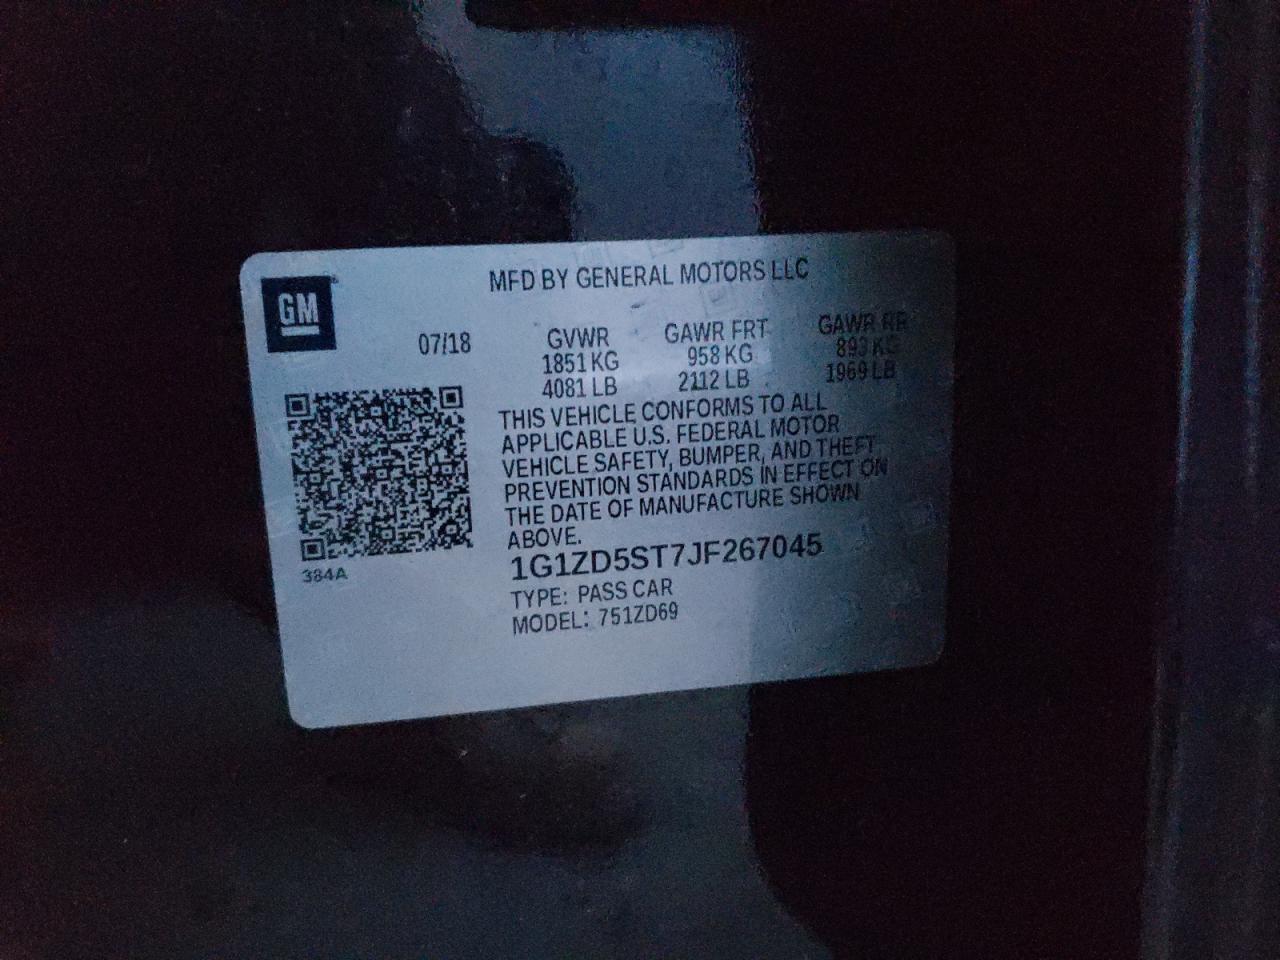 GM
MFD BY GENERAL MOTORS LLC
07/18
GVWR GAWR FRT GAWR RR
1851 KG 958 KG 893 KG
4081 LB 2112 LB 1969 LB
THIS VEHICLE CONFORMS TO ALL
APPLICABLE U.S. FEDERAL MOTOR
VEHICLE SAFETY, BUMPER, AND THEFT
PREVENTION STANDARDS IN EFFECT ON
THE DATE OF MANUFACTURE SHOWN
ABOVE.
1G1ZD5ST7JF267045
384A
TYPE: PASS CAR
MODEL: 751ZD69